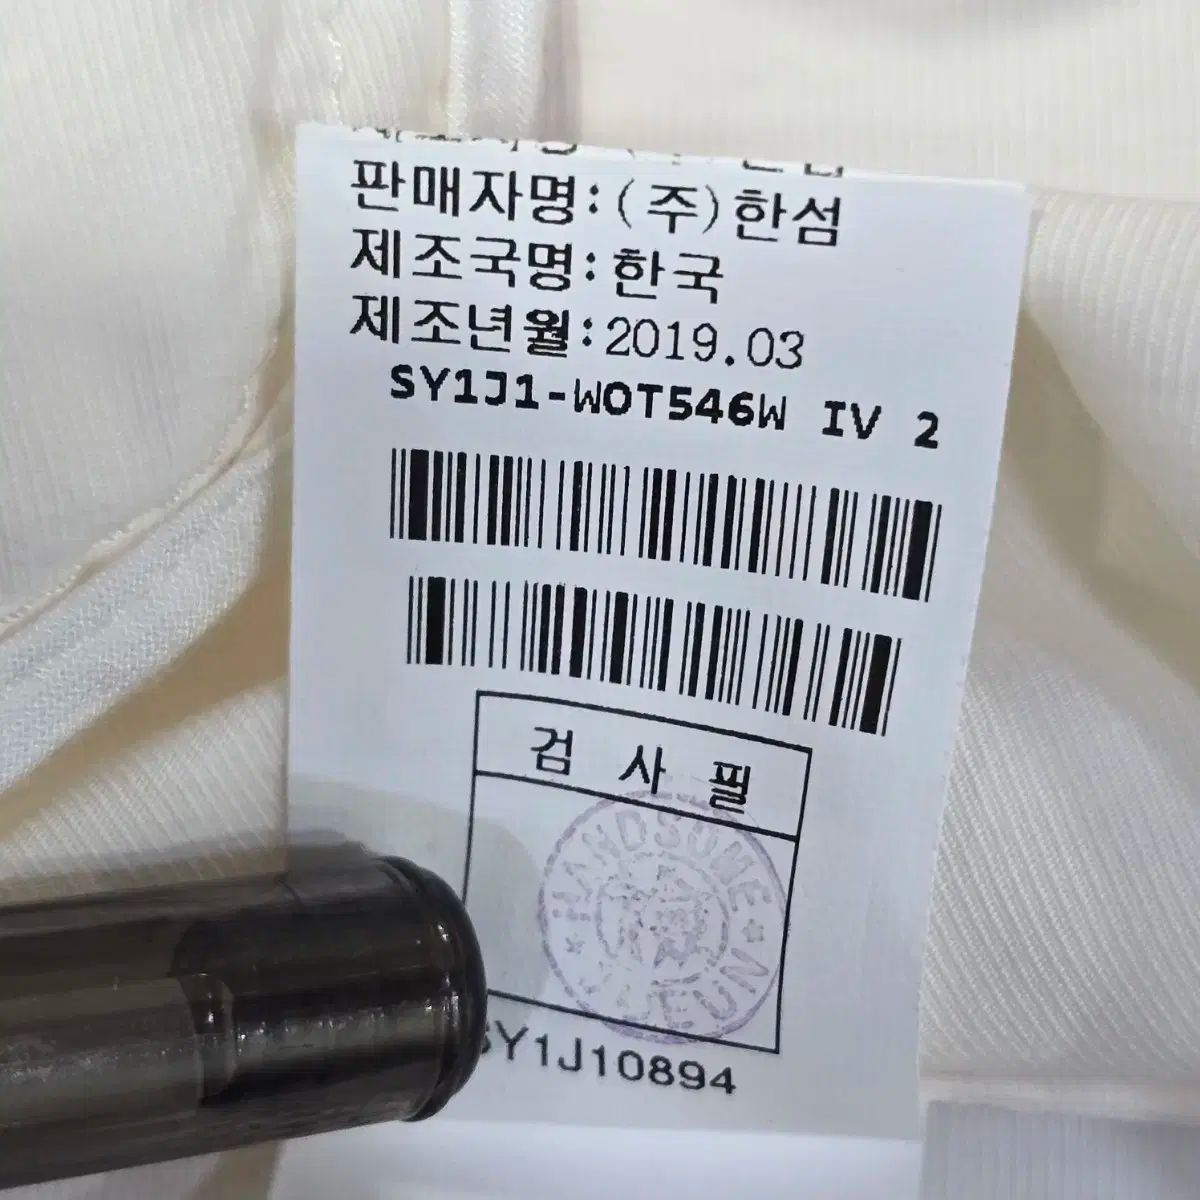 판매자명:(주)한섬
제조국명:한국
제조년월:2019.03
SY1J1-WOT546W IV 2
검 사 필
HANDSOME
SY1J10894